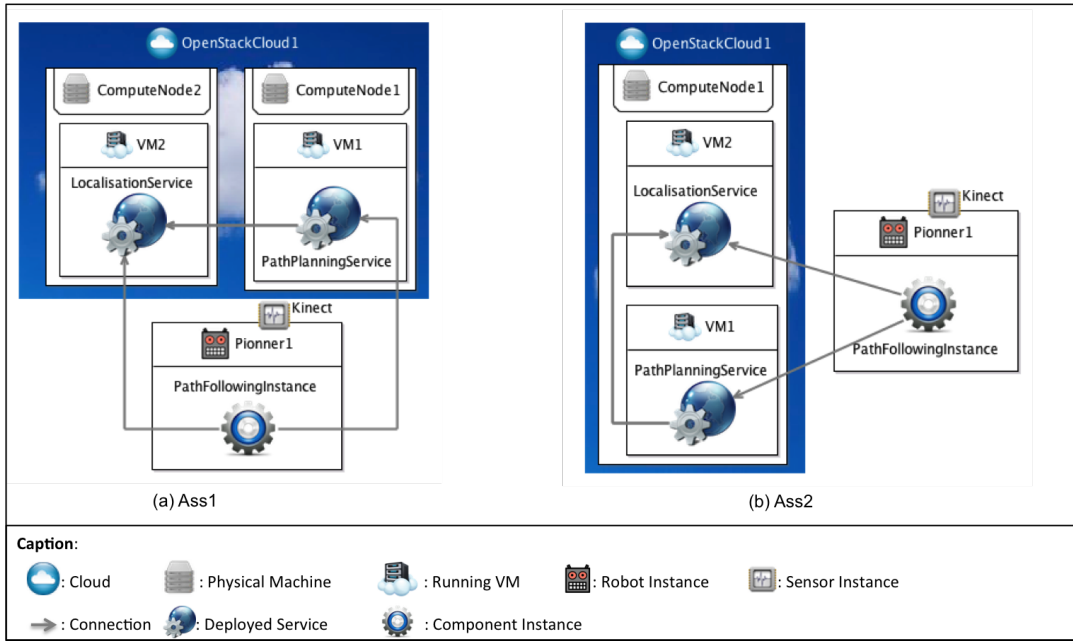 OpenStackCloud1
ComputeNode2
ComputeNode1
VM2
VM1
LocalisationService
PathPlanningService
Kinect
Pionner1
PathFollowingInstance
(a) Ass1
OpenStackCloud1
ComputeNode1
VM2
LocalisationService
Kinect
Pionner1
VM1
PathFollowingInstance
PathPlanningService
(b) Ass2
Caption:
: Cloud
: Physical Machine
: Running VM
: Robot Instance
: Sensor Instance
: Connection
: Deployed Service
: Component Instance